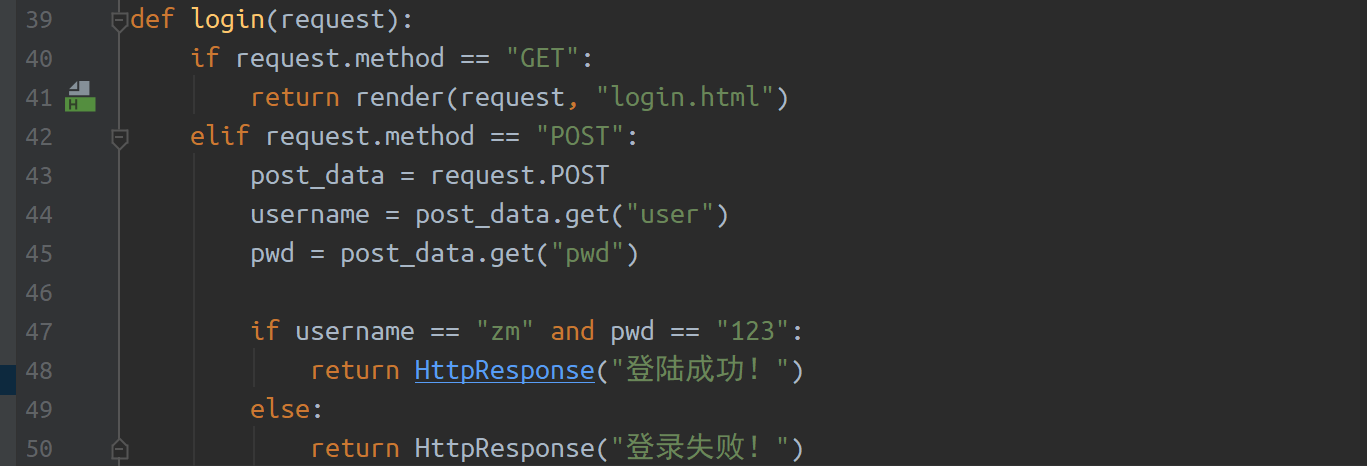 39 def login(request):
40     if request.method == "GET":
41         return render(request, "login.html")
42     elif request.method == "POST":
43         post_data = request.POST
44         username = post_data.get("user")
45         pwd = post_data.get("pwd")
46
47         if username == "zm" and pwd == "123":
48             return HttpResponse("登陆成功！")
49         else:
50             return HttpResponse("登录失败！")